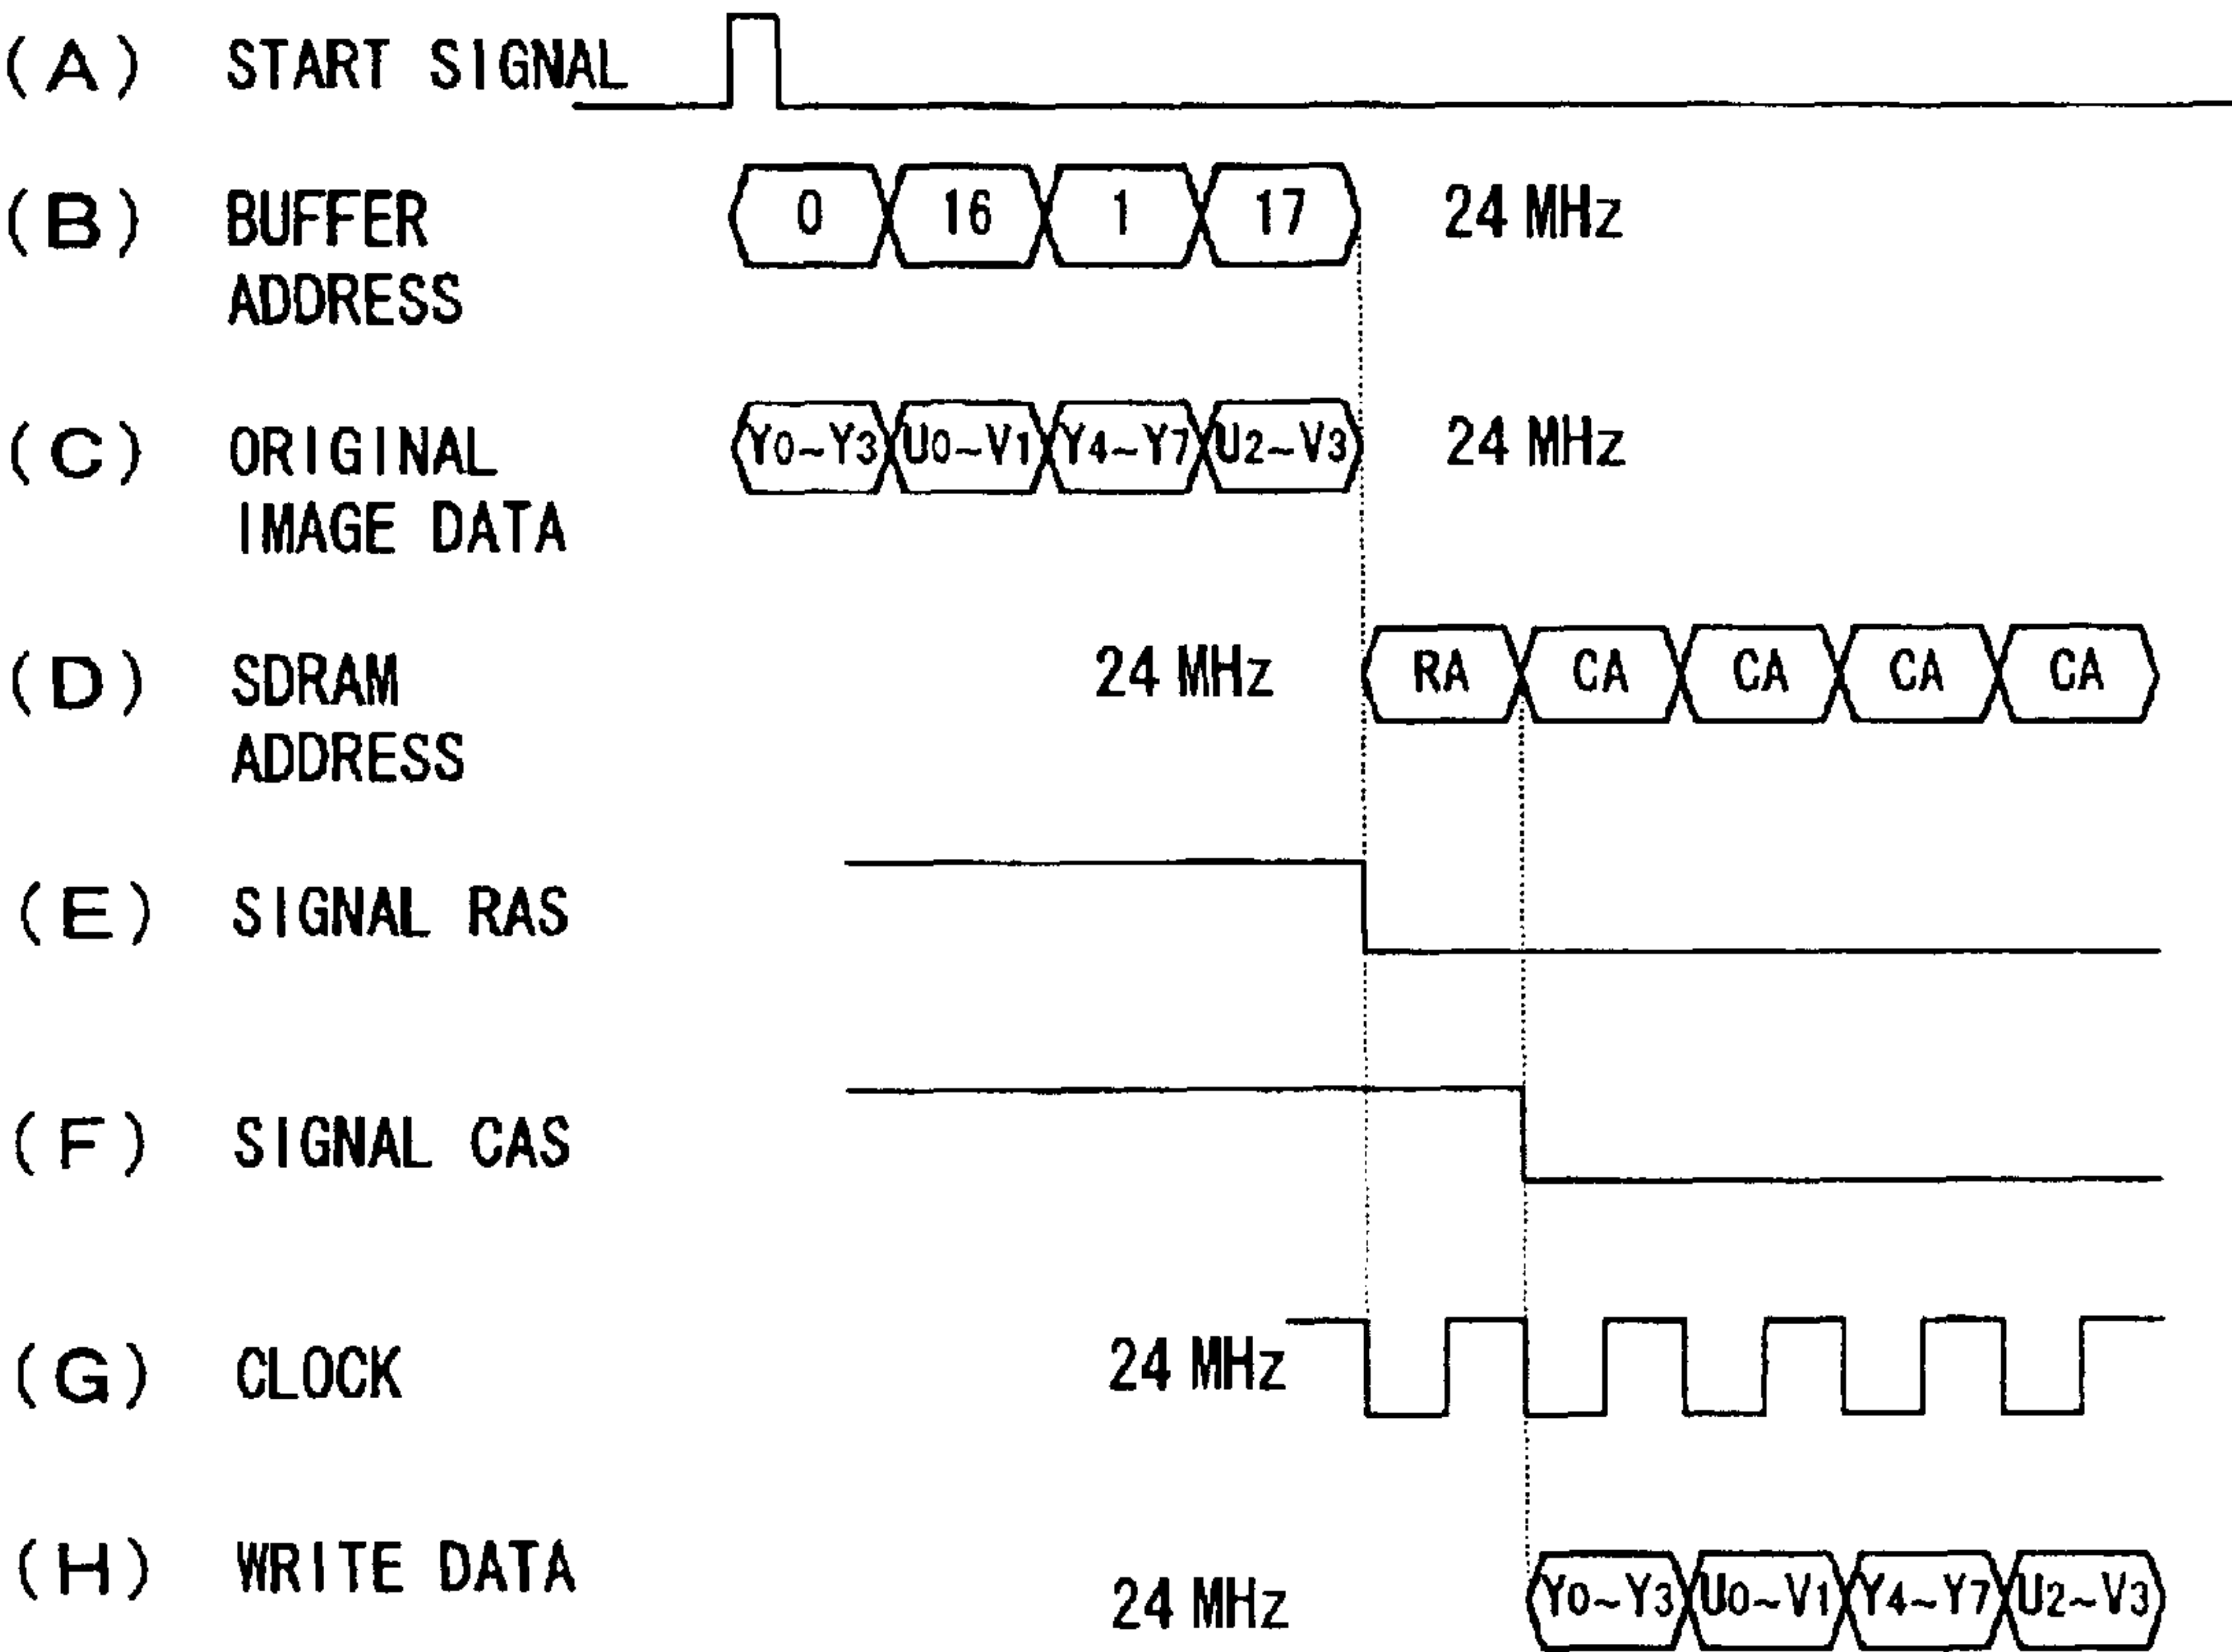 (A) START SIGNAL
(B) BUFFER ADDRESS
0 16 1 17 24 MHz
(C) ORIGINAL IMAGE DATA
Y0~Y3 U0~V1 Y4~Y7 U2~V3 24 MHz
(D) SDRAM ADDRESS
24 MHz RA CA CA CA CA
(E) SIGNAL RAS
(F) SIGNAL CAS
(G) CLOCK 24 MHz
(H) WRITE DATA
24 MHz Y0~Y3 U0~V1 Y4~Y7 U2~V3